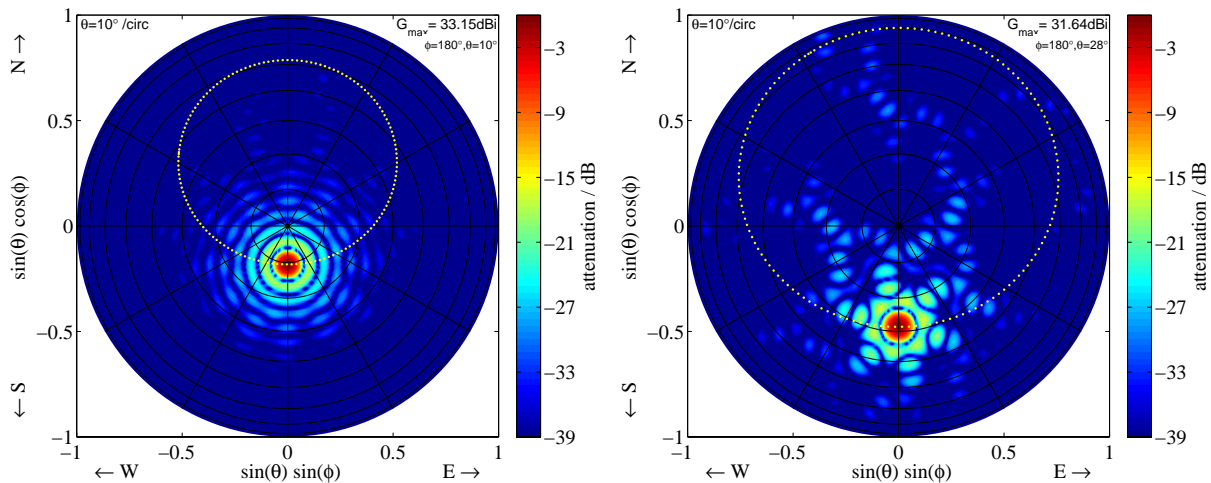 θ=10° /circ
G_max = 33.15dBi
φ=180°,θ=10°
N →
sin(θ) cos(φ)
← S
1
0.5
0
−0.5
−1
−1
−0.5
0
0.5
1
← W
sin(θ) sin(φ)
E →
−3
−9
−15
−21
−27
−33
−39
attenuation / dB
θ=10° /circ
G_max = 31.64dBi
φ=180°,θ=28°
N →
sin(θ) cos(φ)
← S
1
0.5
0
−0.5
−1
−1
−0.5
0
0.5
1
← W
sin(θ) sin(φ)
E →
−3
−9
−15
−21
−27
−33
−39
attenuation / dB